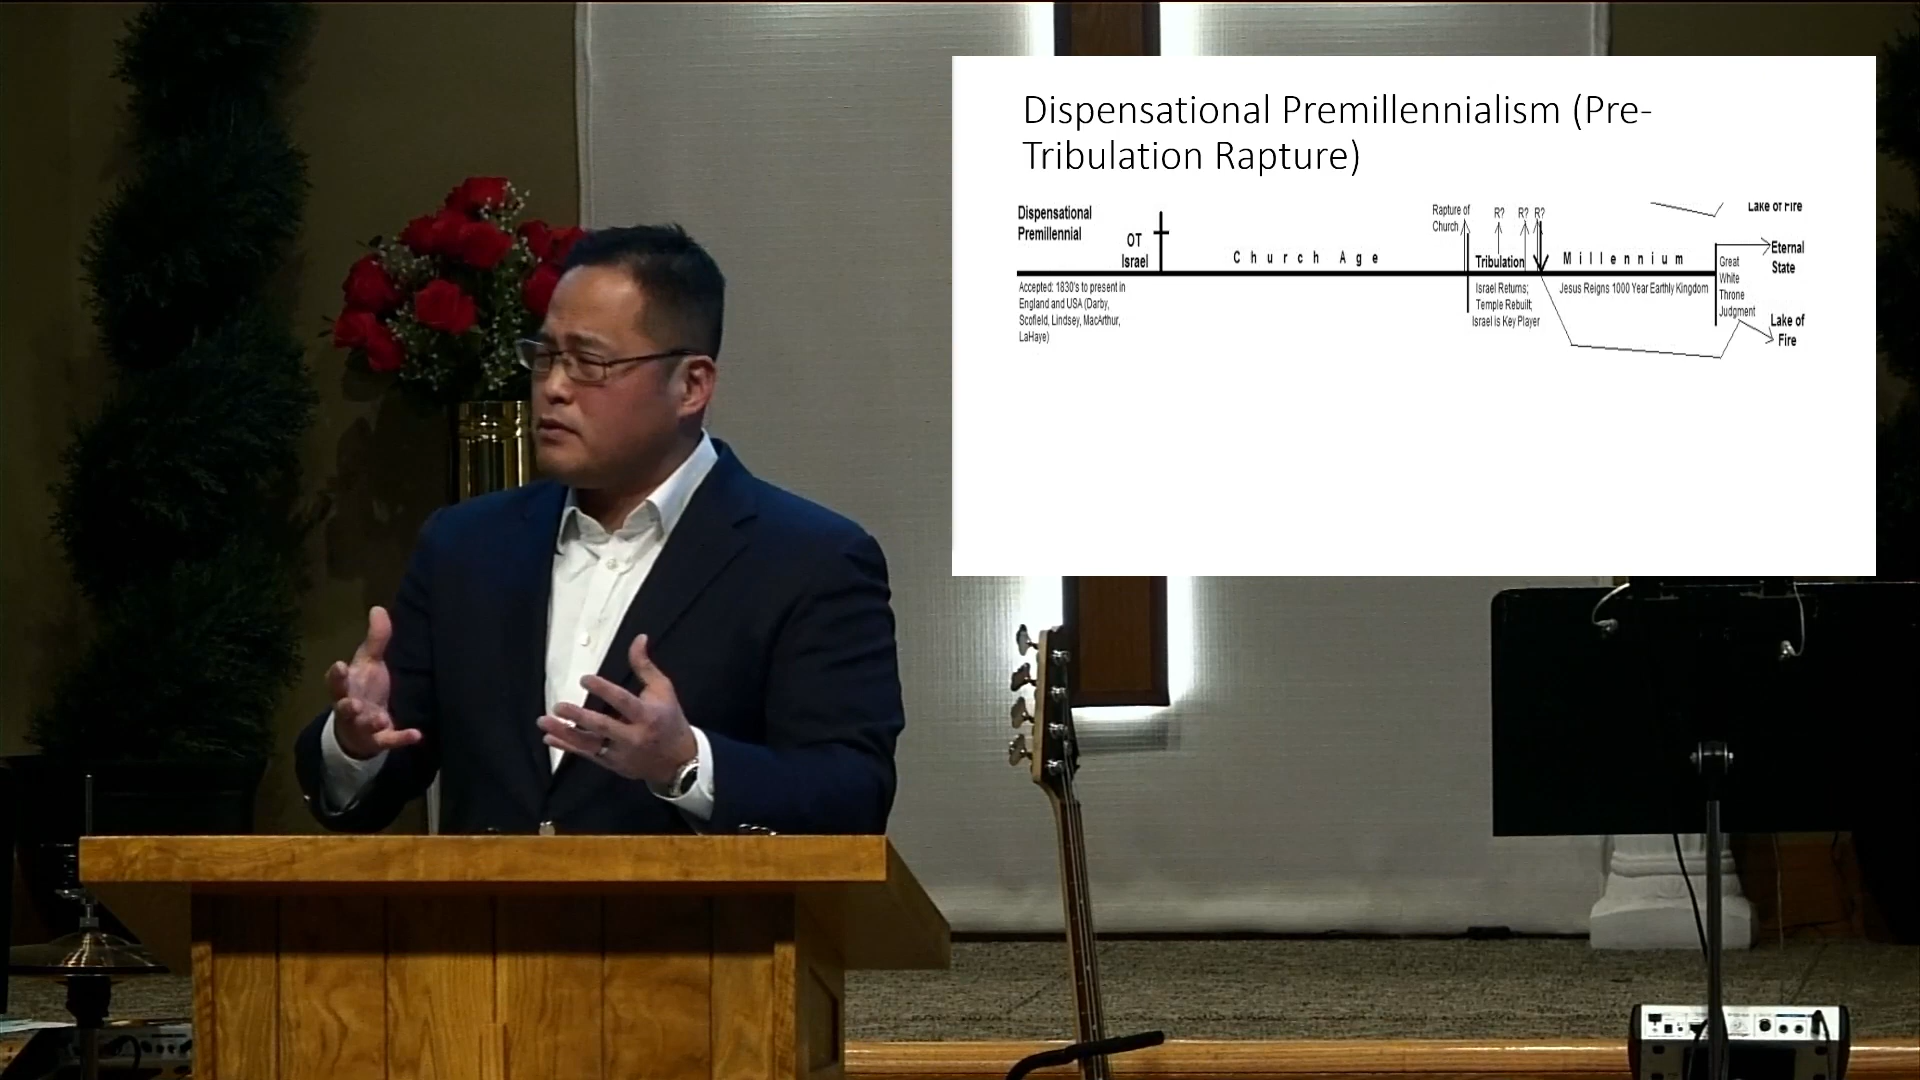 Dispensational Premillennialism (Pre-
Tribulation Rapture)
Dispensational
Premillennial
OT
Israel
Church Age
Rapture of
Church
R?
R?
R?
Tribulation
Millennium
Lake of Fire
Eternal
State
Great
White
Throne
Judgment
Lake of
Fire
Accepted: 1830's to present in
England and USA (Darby,
Scofield, Lindsey, MacArthur,
LaHaye)
Israel Returns;
Temple Rebuilt;
Israel is Key Player
Jesus Reigns 1000 Year Earthly Kingdom